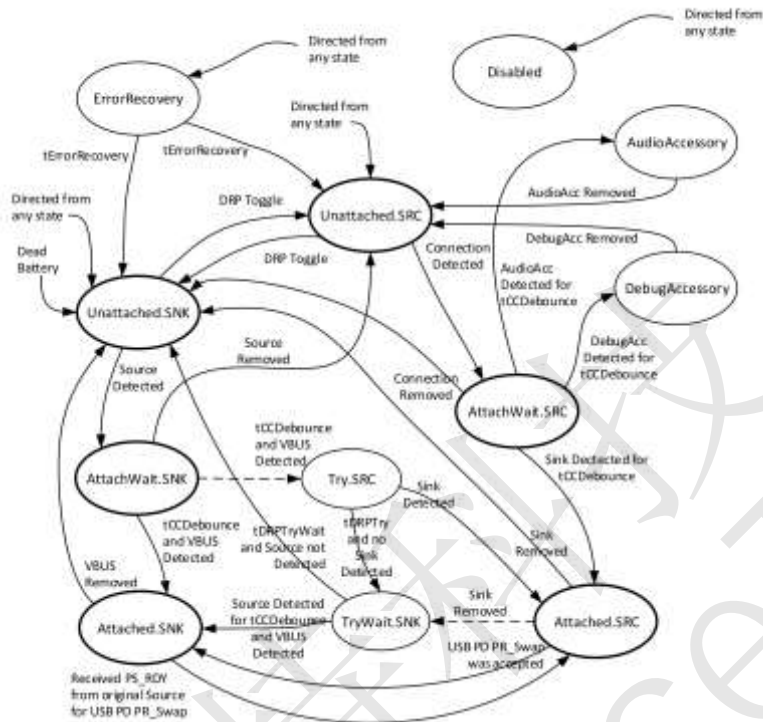 Directed from
any state
Directed from
any state
Disabled
ErrorRecovery
Directed from
any state
AudioAccessory
tErrorRecovery
tErrorRecovery
AudioAcc Removed
Directed from
any state
DRP Toggle
Unattached.SRC
DebugAcc Removed
Connection
Detected
Dead
Battery
DRP Toggle
AudioAcc
Detected for
tCCDebounce
DebugAccessory
Unattached.SNK
Source
Removed
DebugAcc
Detected for
tCCDebounce
Source
Detected
Connection
Removed
AttachWait.SRC
tCCDebounce
and VBUS
Detected
AttachWait.SNK
Try.SRC
Sink Dectected for
tCCDebounce
Sink
Detected
tCCDebounce
and VBUS
Detected
tDRPTryWait
and Source not
Detected
tDRPTry
and no
Sink
Detected
Sink
Removed
VBUS
Removed
Source Detected
for tCCDebounce
and VBUS
Detected
Sink
Removed
Attached.SNK
TryWait.SNK
Attached.SRC
USB PD PR_Swap
was accepted
Received PS_RDY
from original Source
for USB PD PR_Swap